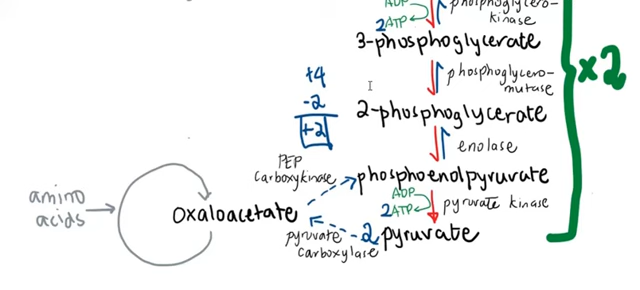 ADP
2ATP
phosphoglycero-
kinase
3-phosphoglycerate
+4
-2
+2
phosphoglycero-
mutase
×2
2-phosphoglycerate
enolase
PEP
carboxykinase
phosphoenolpyruvate
ADP
2ATP
pyruvate kinase
amino
acids
oxaloacetate
pyruvate
carboxylase
2 pyruvate